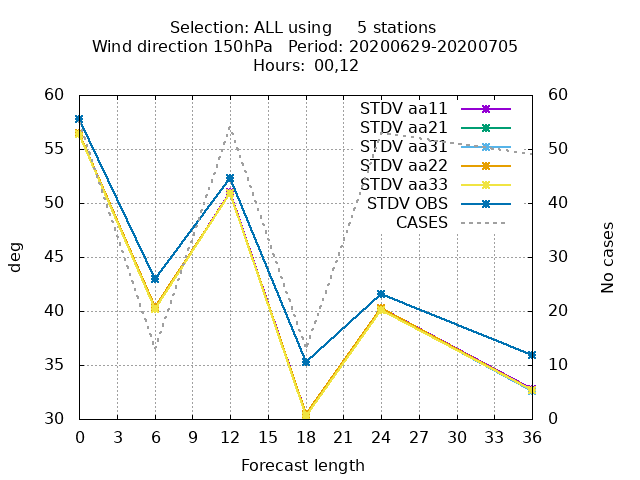 Selection: ALL using     5 stations
Wind direction 150hPa   Period: 20200629-20200705
Hours:  00,12
60 60
STDV aa11
STDV aa21
55 50
STDV aa31
STDV aa22
STDV aa33
50 40
STDV OBS
CASES
45 30
deg
No cases
40 20
35 10
30 0
0 3 6 9 12 15 18 21 24 27 30 33 36
Forecast length